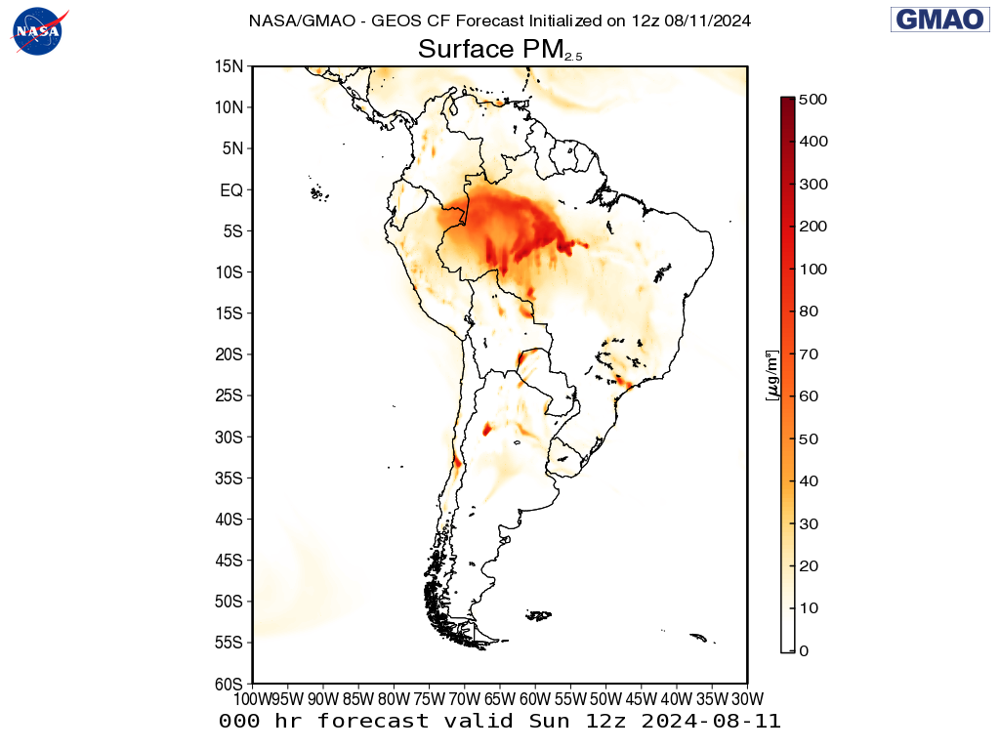 NASA/GMAO - GEOS CF Forecast Initialized on 12z 08/11/2024
NASA
GMAO
Surface PM2.5
15N
10N
5N
EQ
5S
10S
15S
20S
25S
30S
35S
40S
45S
50S
55S
60S
100W 95W 90W 85W 80W 75W 70W 65W 60W 55W 50W 45W 40W 35W 30W
500
400
300
200
100
80
70
60
50
40
30
20
10
0
[μg/m³]
000 hr forecast valid Sun 12z 2024-08-11